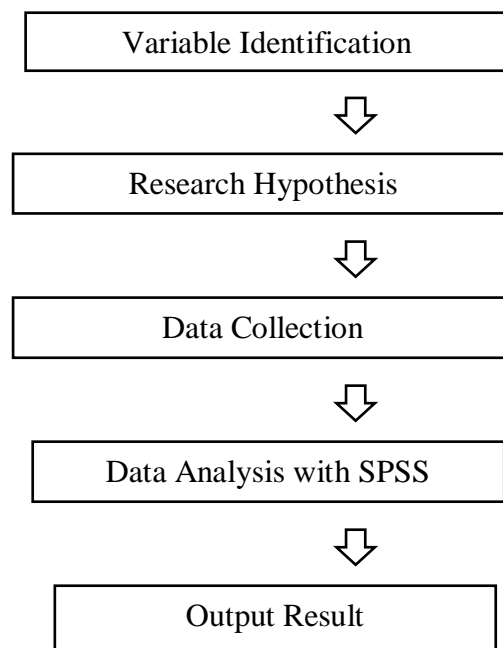 Variable Identification
Research Hypothesis
Data Collection
Data Analysis with SPSS
Output Result